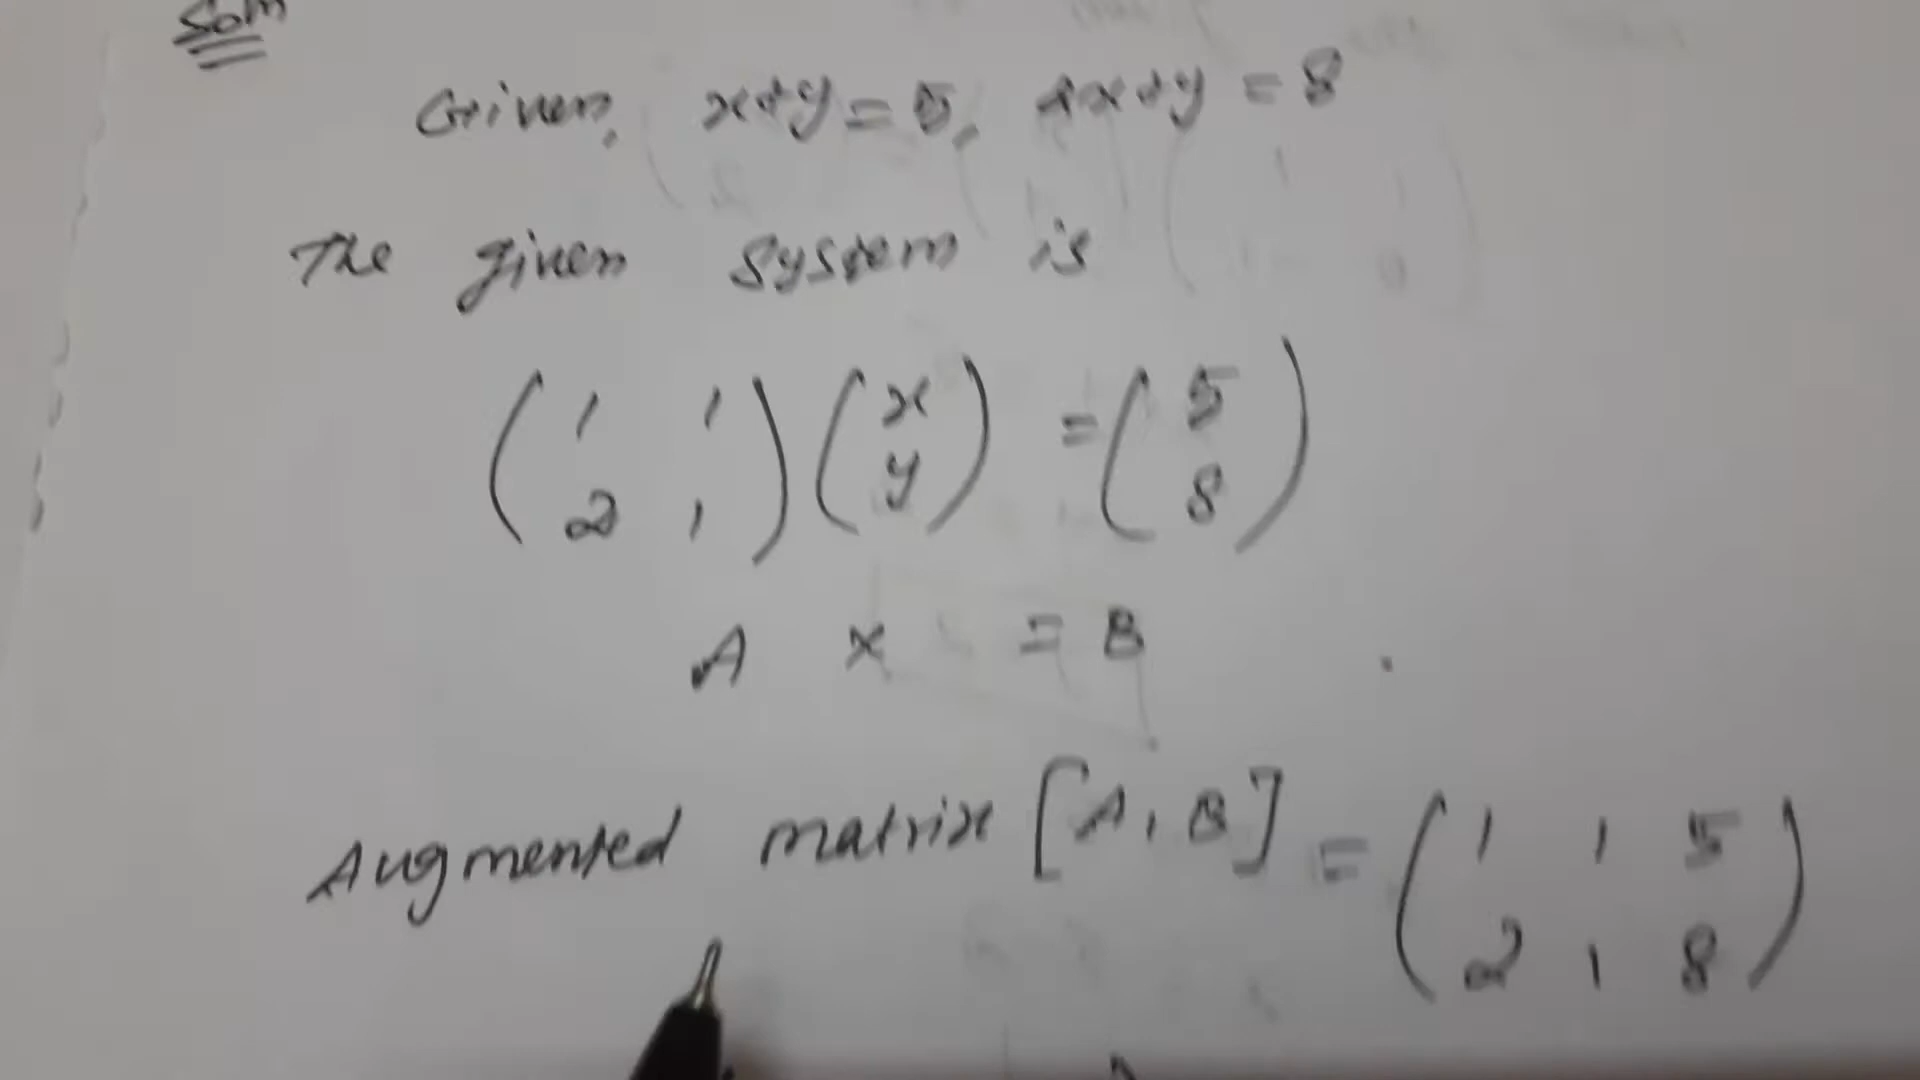 Soln
Given, x+y = 5, 2x+y = 8
The given system is
( 1 1 ) ( x ) = ( 5 )
( 2 1 ) ( y ) ( 8 )
A x = B
Augmented matrix [A, B] = ( 1 1 5 )
( 2 1 8 )